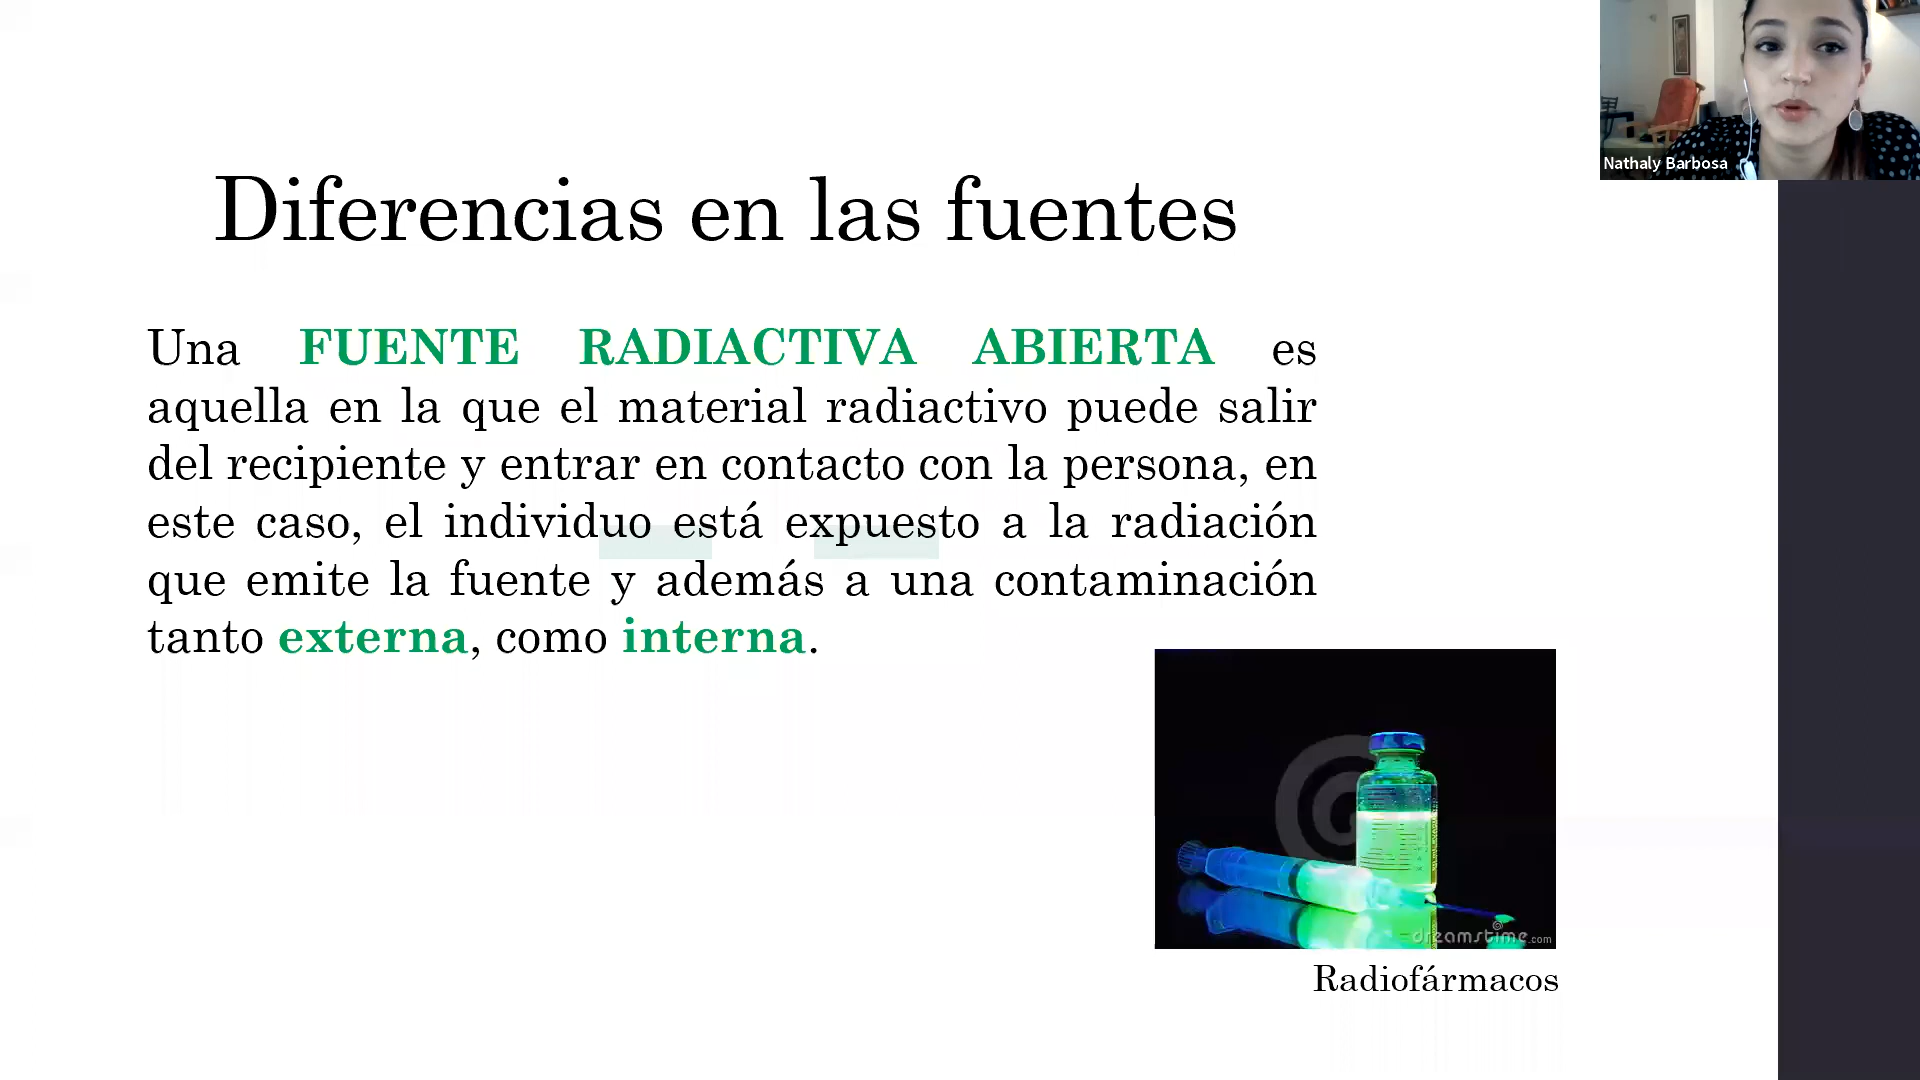 Nathaly Barbosa
Diferencias en las fuentes
Una FUENTE RADIACTIVA ABIERTA es
aquella en la que el material radiactivo puede salir
del recipiente y entrar en contacto con la persona, en
este caso, el individuo está expuesto a la radiación
que emite la fuente y además a una contaminación
tanto externa, como interna.
dreamstime.com
Radiofármacos